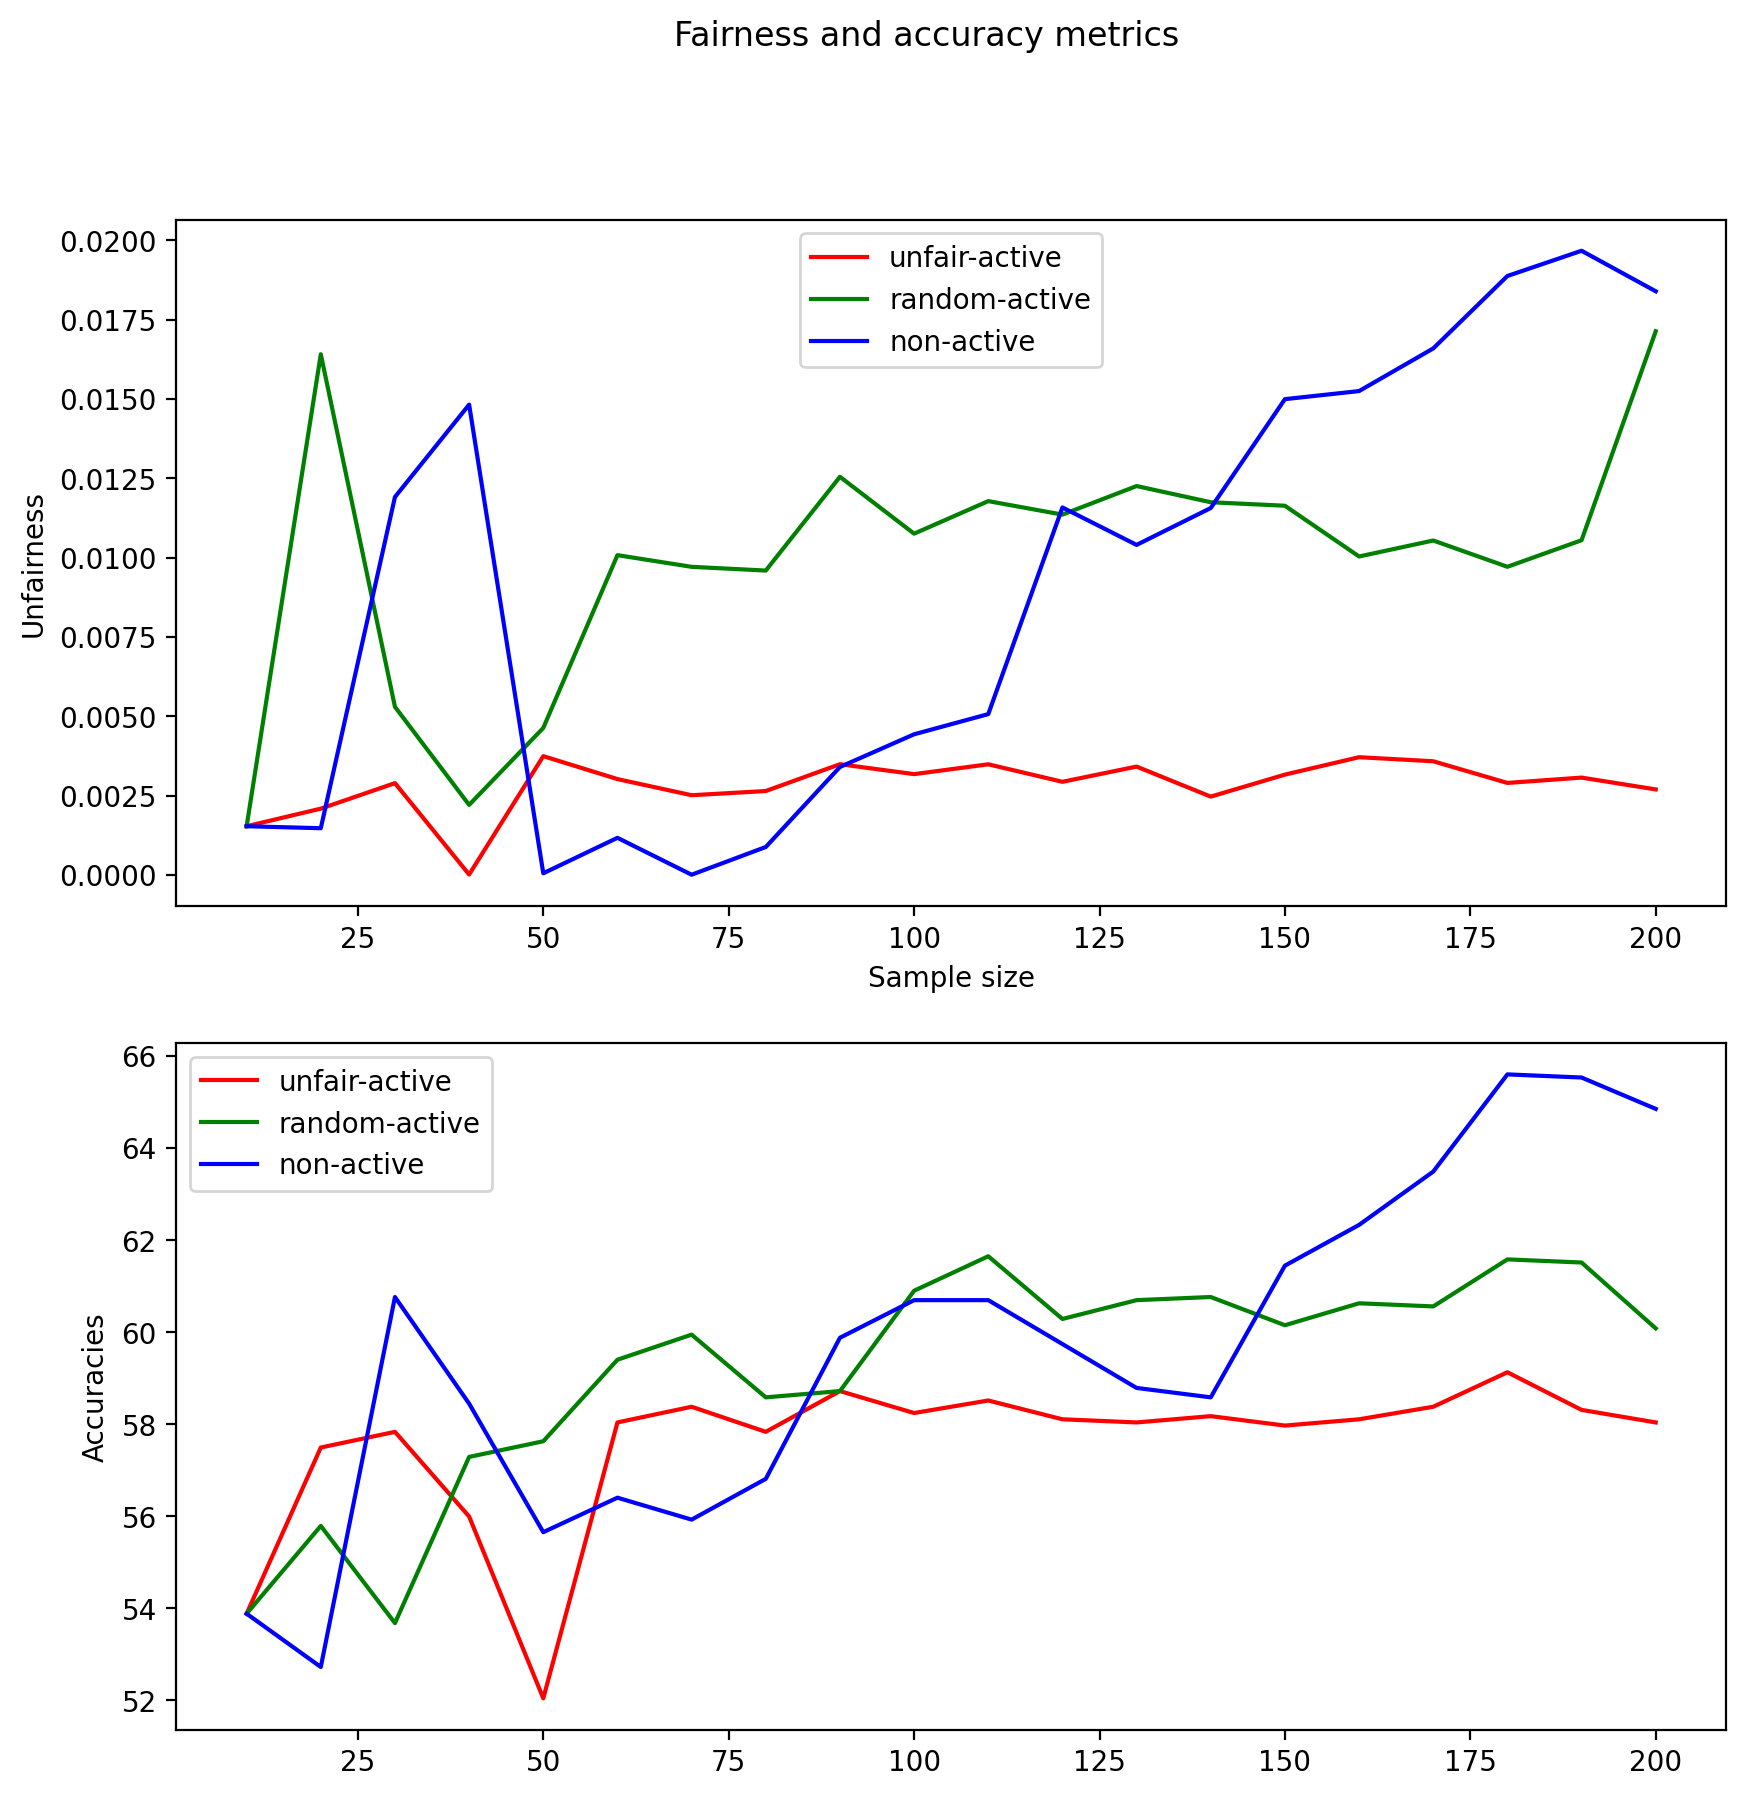 Fairness and accuracy metrics
0.0200
0.0175
0.0150
0.0125
0.0100
0.0075
0.0050
0.0025
0.0000
Unfairness
unfair-active
random-active
non-active
25 50 75 100 125 150 175 200
Sample size
66
64
62
60
58
56
54
52
Accuracies
unfair-active
random-active
non-active
25 50 75 100 125 150 175 200